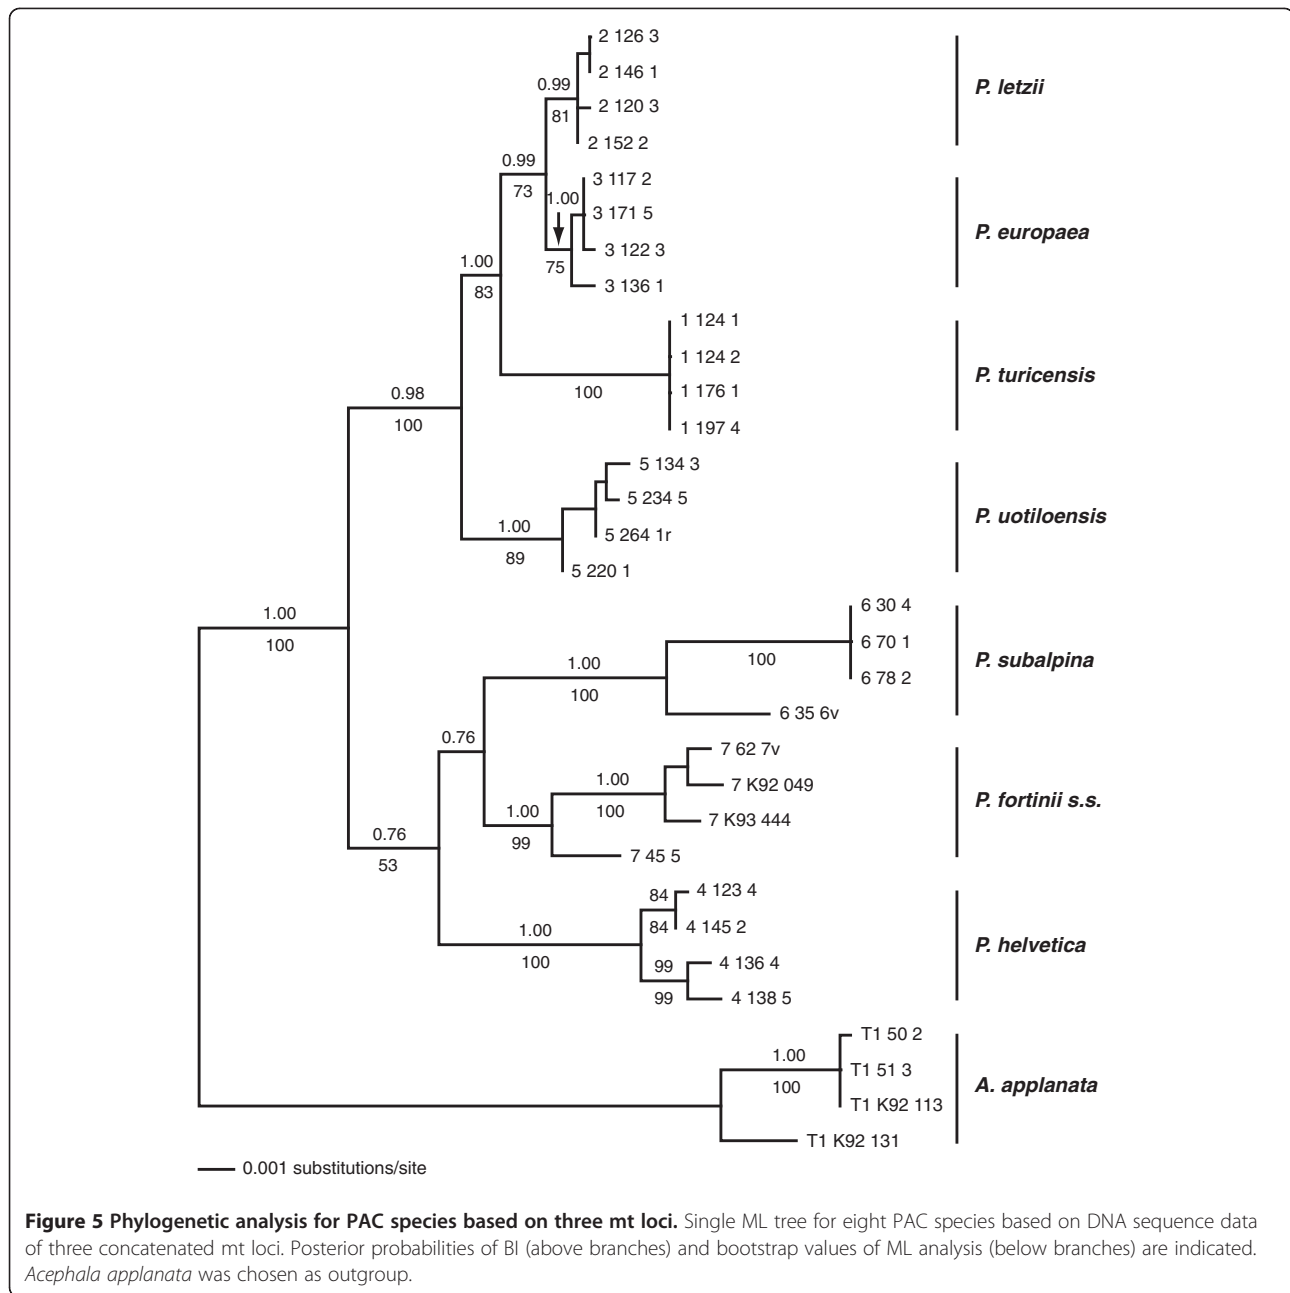 2 126 3
2 146 1
0.99
81
2 120 3
2 152 2
P. letzii
0.99
73
3 117 2
1.00
3 171 5
3 122 3
75
3 136 1
P. europaea
1.00
83
1 124 1
1 124 2
1 176 1
1 197 4
100
P. turicensis
0.98
100
5 134 3
5 234 5
5 264 1r
5 220 1
1.00
89
P. uotiloensis
1.00
100
6 30 4
6 70 1
6 78 2
100
1.00
100
6 35 6v
P. subalpina
0.76
7 62 7v
7 K92 049
1.00
100
7 K93 444
1.00
99
7 45 5
P. fortinii s.s.
0.76
53
84
4 123 4
84
4 145 2
1.00
100
99
4 136 4
99
4 138 5
P. helvetica
T1 50 2
1.00
T1 51 3
100
T1 K92 113
T1 K92 131
A. applanata
0.001 substitutions/site
Figure 5 Phylogenetic analysis for PAC species based on three mt loci. Single ML tree for eight PAC species based on DNA sequence data
of three concatenated mt loci. Posterior probabilities of BI (above branches) and bootstrap values of ML analysis (below branches) are indicated.
Acephala applanata was chosen as outgroup.